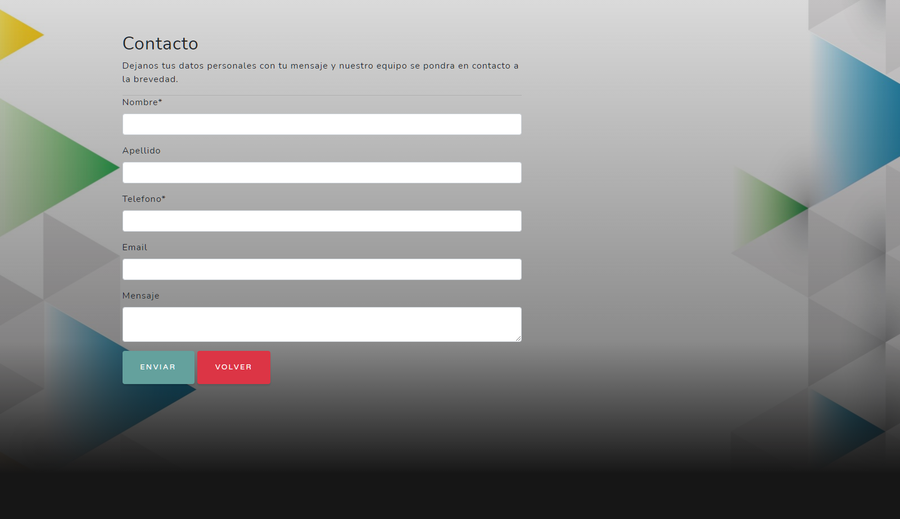 Contacto
Dejanos tus datos personales con tu mensaje y nuestro equipo se pondra en contacto a
la brevedad.
Nombre*
Apellido
Telefono*
Email
Mensaje
ENVIAR VOLVER